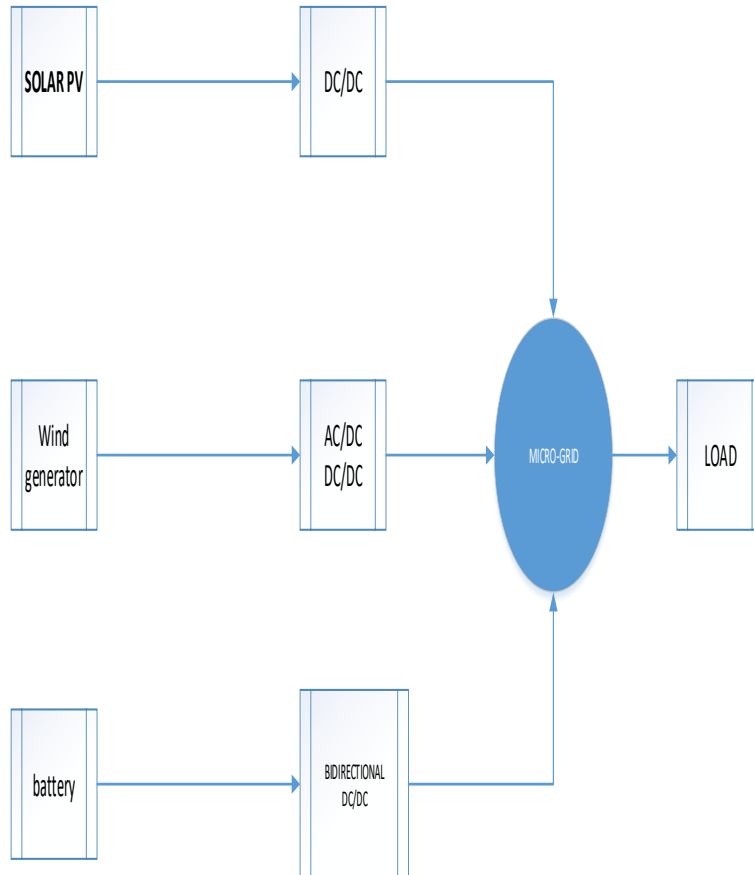 SOLAR PV
DC/DC
Wind
generator
AC/DC
DC/DC
MICRO-GRID
LOAD
battery
BIDIRECTIONAL
DC/DC